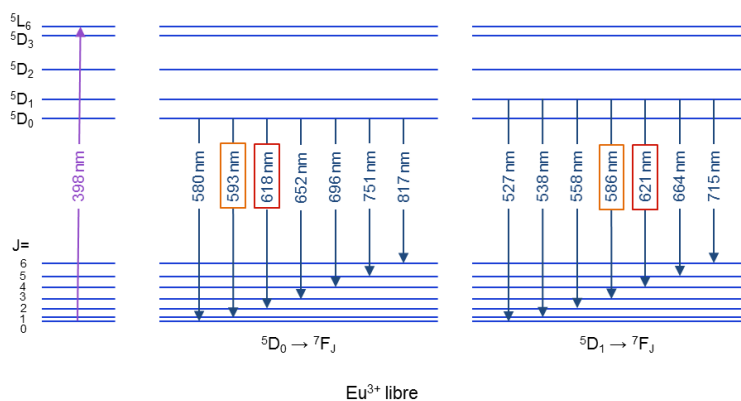 ⁵L₆
⁵D₃
⁵D₂
⁵D₁
⁵D₀
398 nm
580 nm
593 nm
618 nm
652 nm
696 nm
751 nm
817 nm
527 nm
538 nm
558 nm
586 nm
621 nm
664 nm
715 nm
J=
6
5
4
3
2
1
0
⁵D₀ → ⁷F_J
⁵D₁ → ⁷F_J
Eu³⁺ libre